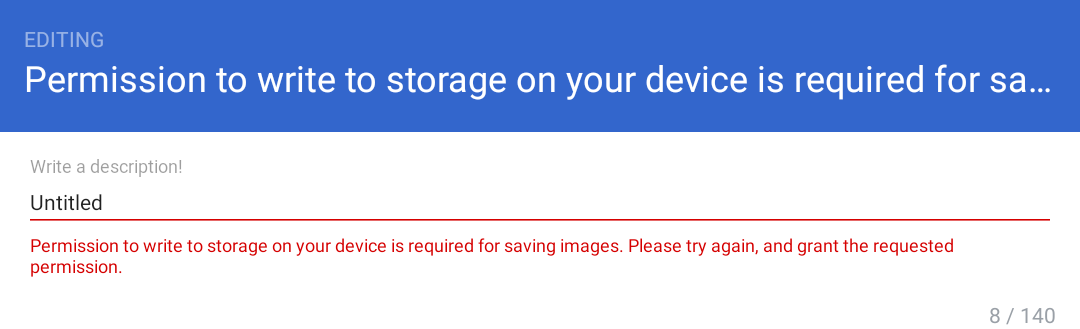 EDITING
Permission to write to storage on your device is required for sa...
Write a description!
Untitled
Permission to write to storage on your device is required for saving images. Please try again, and grant the requested
permission.
8 / 140